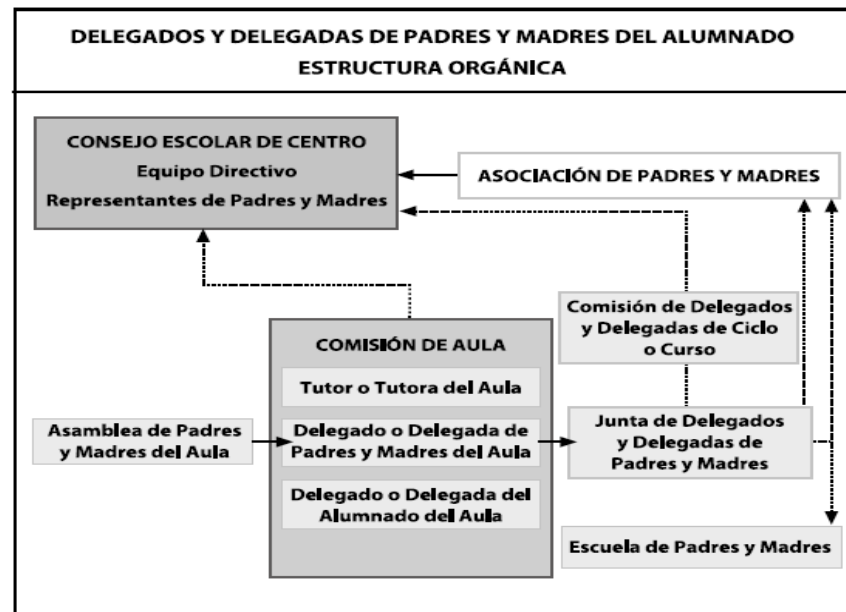 DELEGADOS Y DELEGADAS DE PADRES Y MADRES DEL ALUMNADO
ESTRUCTURA ORGÁNICA
CONSEJO ESCOLAR DE CENTRO
Equipo Directivo
Representantes de Padres y Madres
ASOCIACIÓN DE PADRES Y MADRES
Comisión de Delegados
y Delegadas de Ciclo
o Curso
COMISIÓN DE AULA
Tutor o Tutora del Aula
Asamblea de Padres
y Madres del Aula
Delegado o Delegada de
Padres y Madres del Aula
Junta de Delegados
y Delegadas de
Padres y Madres
Delegado o Delegada del
Alumnado del Aula
Escuela de Padres y Madres